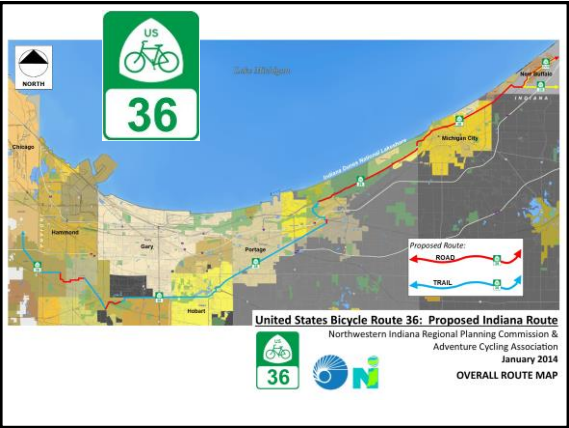 US
36
NORTH
Lake Michigan
New Buffalo
INDIANA
Chicago
Michigan City
Indiana Dunes National Lakeshore
Hammond
Gary
Portage
Hobart
Proposed Route:
ROAD
TRAIL
United States Bicycle Route 36: Proposed Indiana Route
Northwestern Indiana Regional Planning Commission &
Adventure Cycling Association
January 2014
OVERALL ROUTE MAP
36